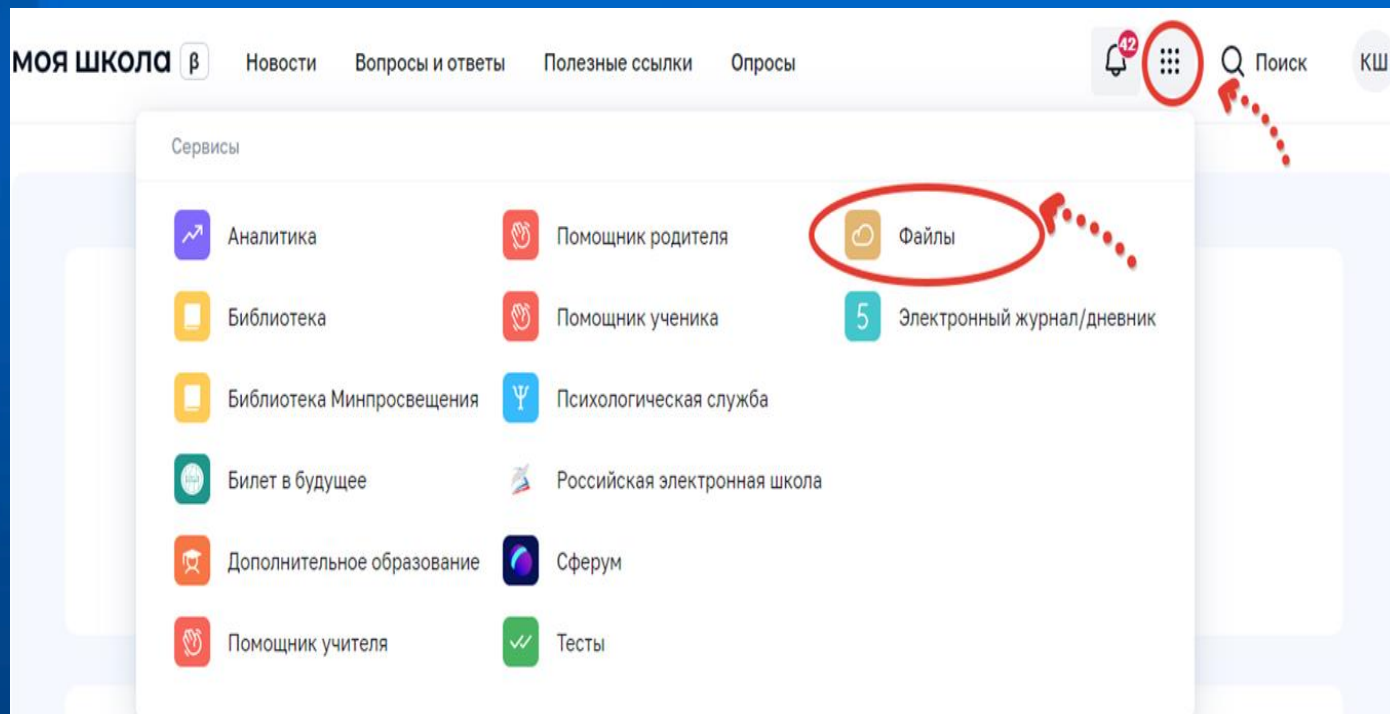 моя школа β Новости Вопросы и ответы Полезные ссылки Опросы 42 Поиск КШ
Сервисы
Аналитика
Библиотека
Библиотека Минпросвещения
Билет в будущее
Дополнительное образование
Помощник учителя
Помощник родителя
Помощник ученика
Ψ Психологическая служба
Российская электронная школа
Сферум
Тесты
Файлы
5 Электронный журнал/дневник